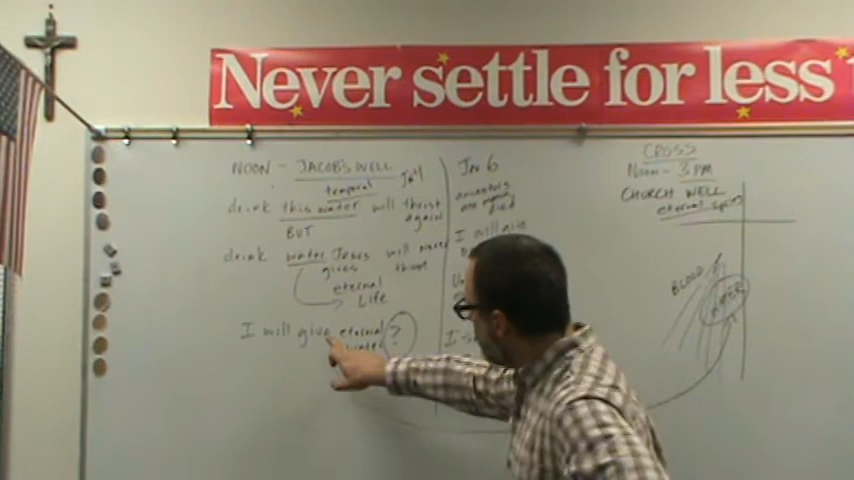 Never settle for less
NOON - JACOB'S WELL Jn 4
temporal
drink this water will thirst
again
BUT
drink water Jesus will never
gives thirst
eternal
Life
I will give eternal ?
water
Jn 6
ancestors
ate manna
died
I will give
CROSS
Noon - 3 PM
CHURCH WELL
eternal
BLOOD
WATER